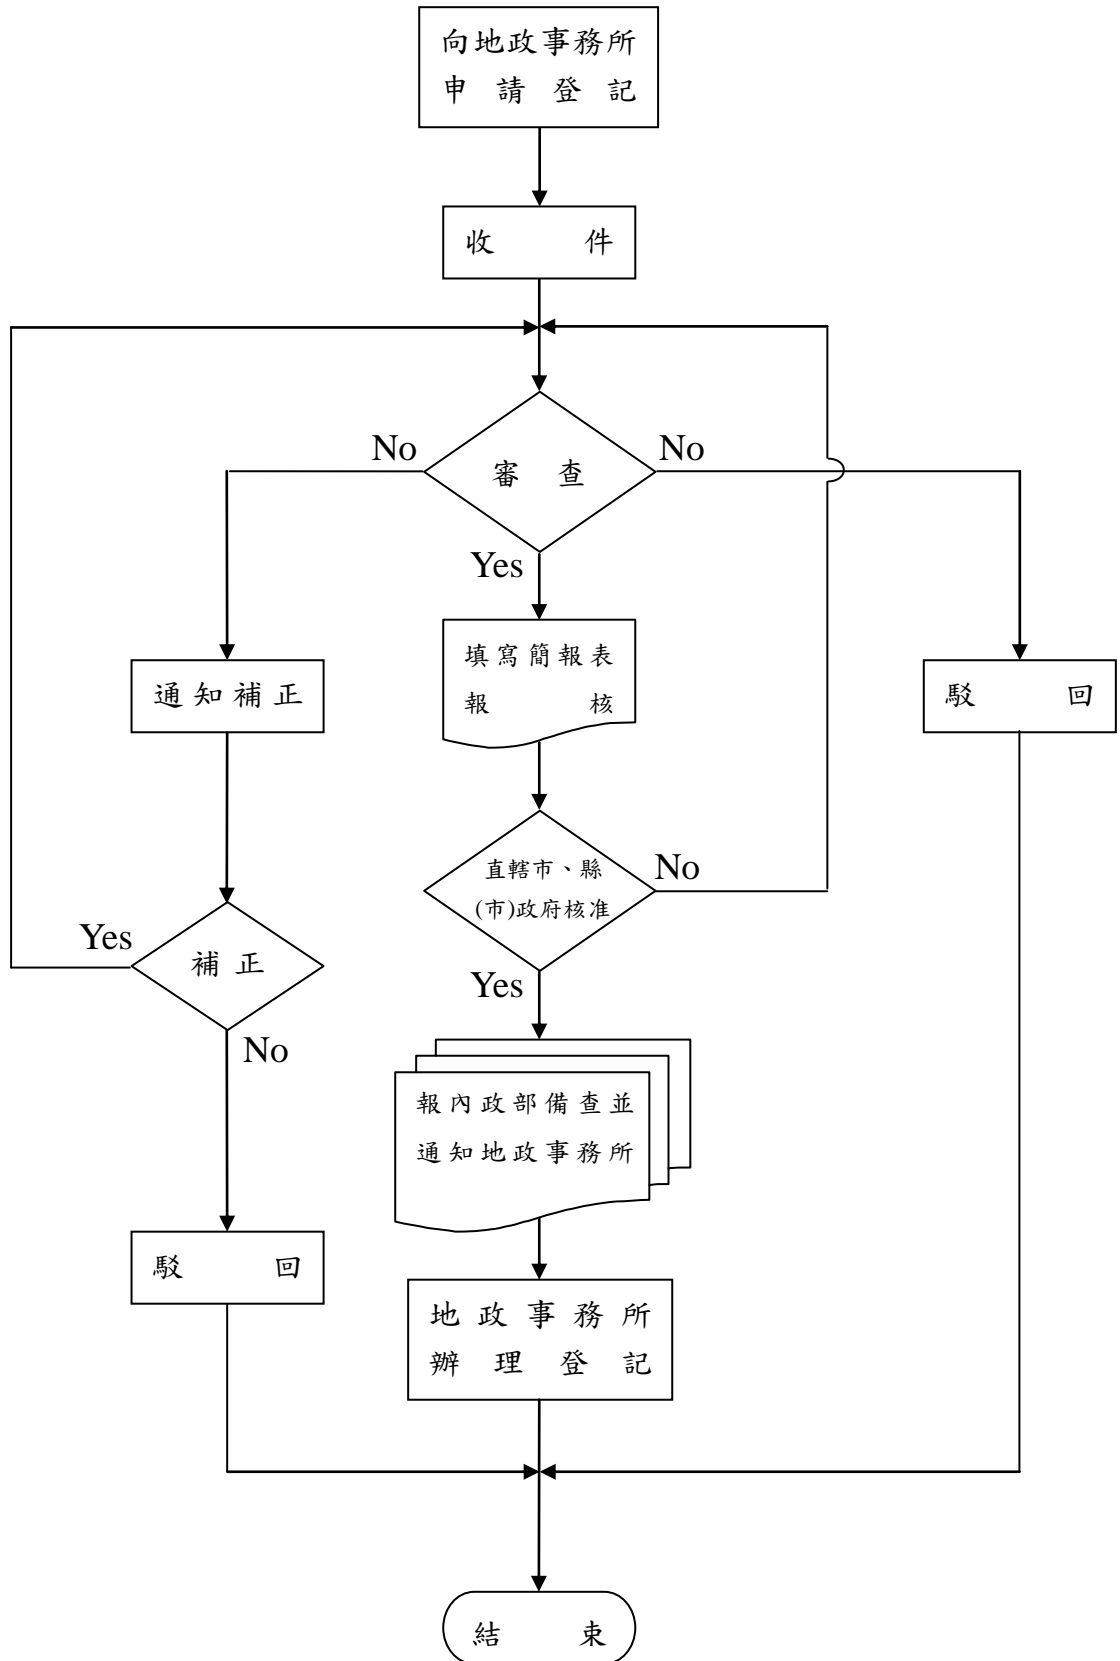 向地政事務所
申請登記
收件
No
審查
No
Yes
填寫簡報表
報核
通知補正
駁回
直轄市、縣
(市)政府核准
No
Yes
補正
Yes
No
報內政部備查並
通知地政事務所
駁回
地政事務所
辦理登記
結束